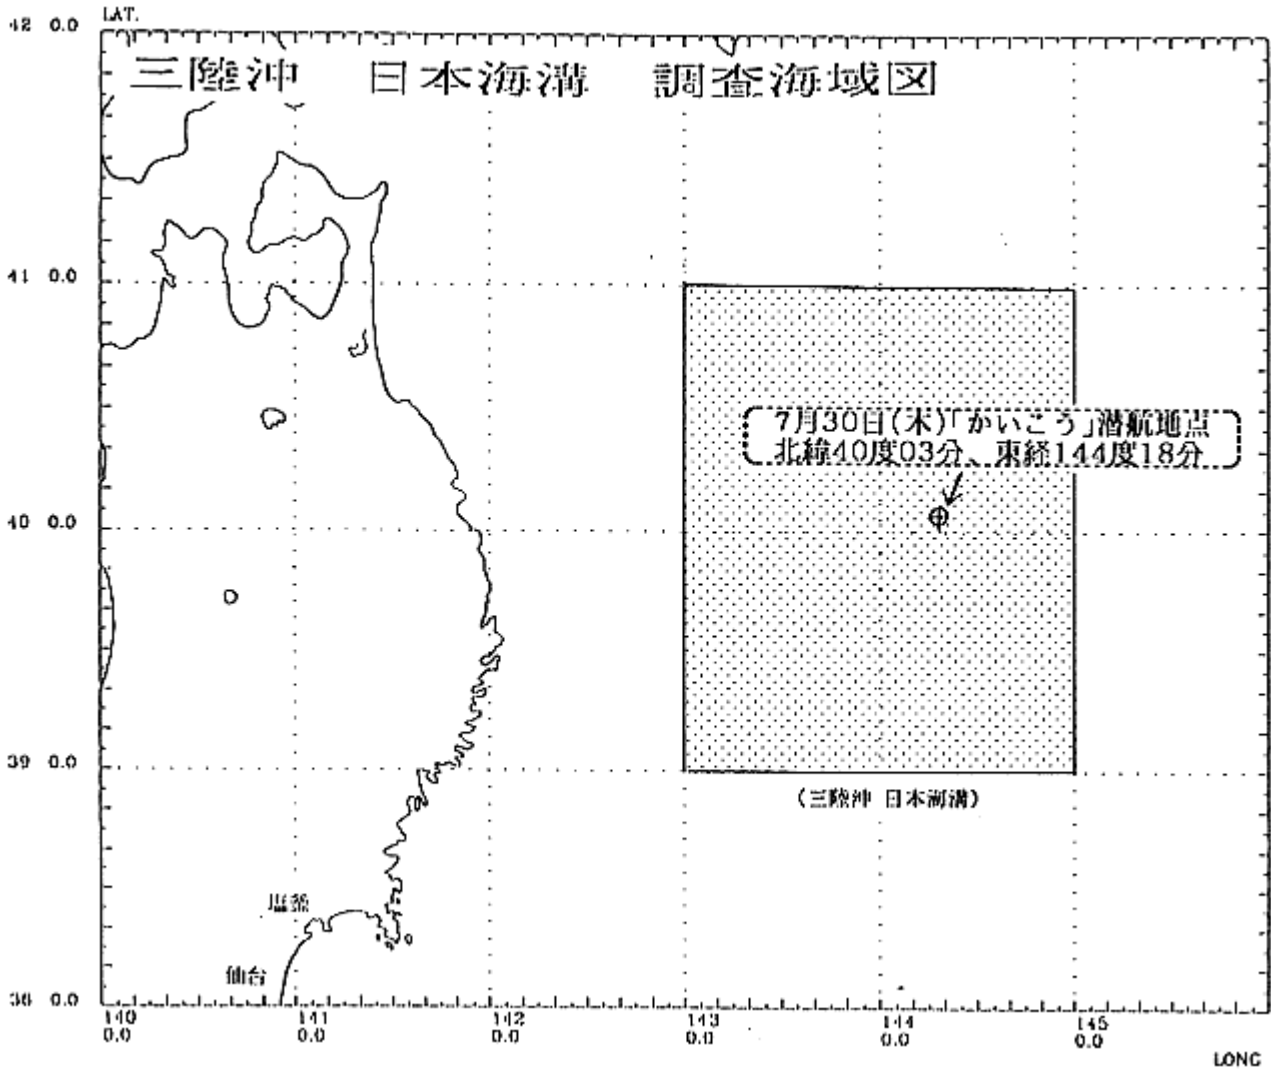 LAT.
42 0.0
三陸沖 日本海溝 調査海域図
41 0.0
7月30日(木)「かいこう」潜航地点
北緯40度03分、東経144度18分
40 0.0
39 0.0
(三陸沖 日本海溝)
塩釜
仙台
38 0.0
140 141 142 143 144 145
0.0 0.0 0.0 0.0 0.0 0.0
LONG